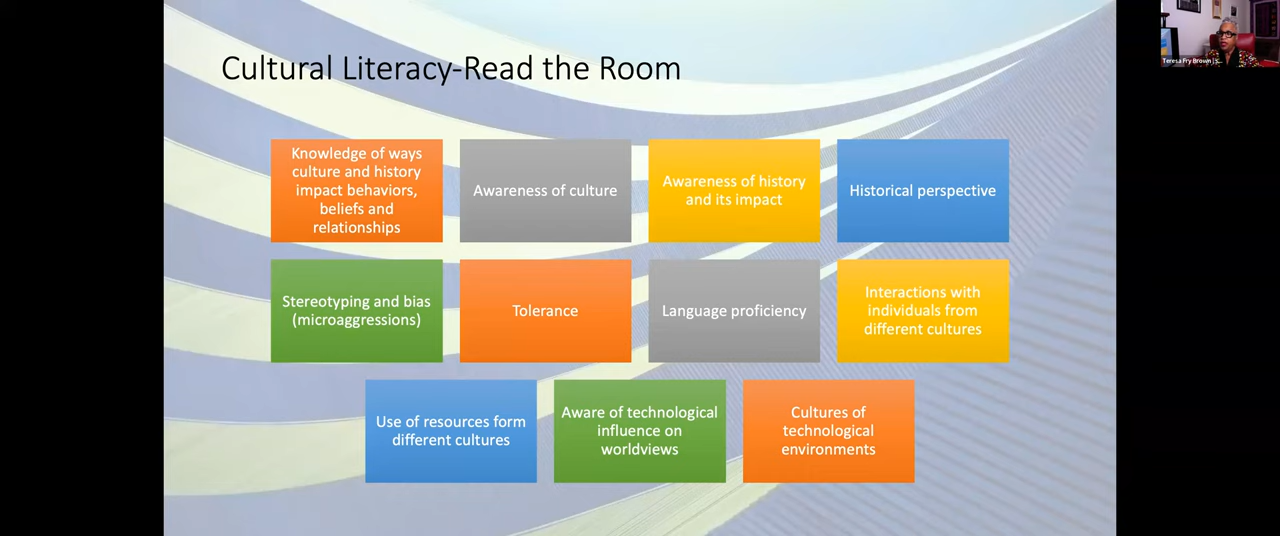 Cultural Literacy-Read the Room
Knowledge of ways
culture and history
impact behaviors,
beliefs and
relationships
Awareness of culture
Awareness of history
and its impact
Historical perspective
Stereotyping and bias
(microaggressions)
Tolerance
Language proficiency
Interactions with
individuals from
different cultures
Use of resources form
different cultures
Aware of technological
influence on
worldviews
Cultures of
technological
environments
Teresa Fry Brown